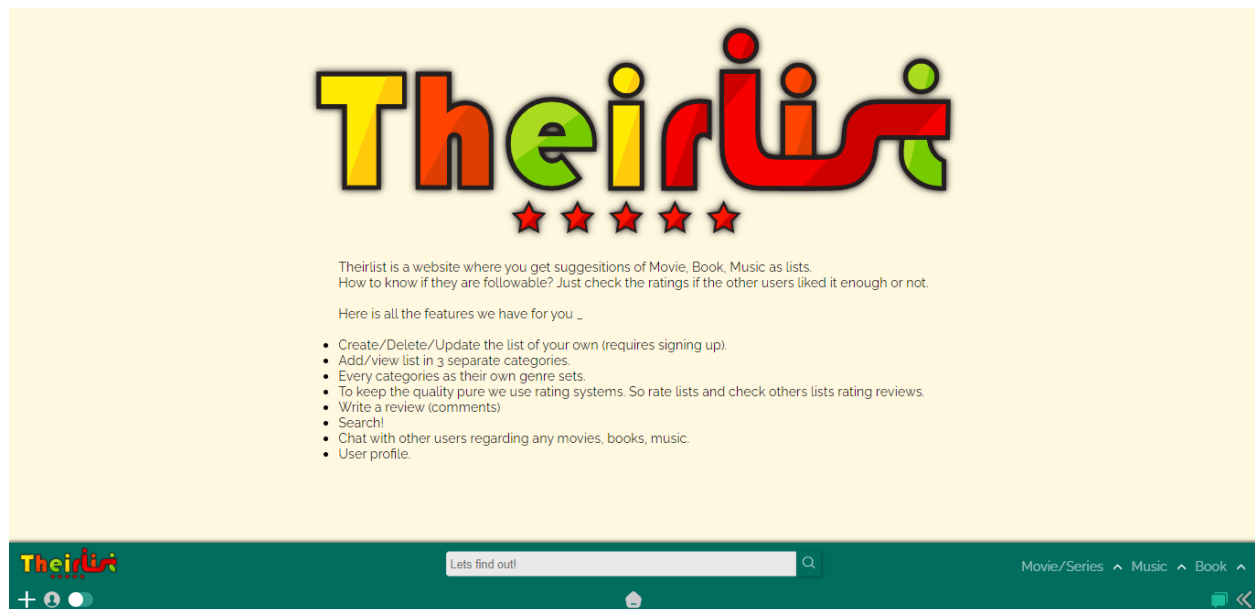 Theirlist
Theirlist is a website where you get suggesitions of Movie, Book, Music as lists.
How to know if they are followable? Just check the ratings if the other users liked it enough or not.
Here is all the features we have for you _
Create/Delete/Update the list of your own (requires signing up).
Add/view list in 3 separate categories.
Every categories as their own genre sets.
To keep the quality pure we use rating systems. So rate lists and check others lists rating reviews.
Write a review (comments)
Search!
Chat with other users regarding any movies, books, music.
User profile.
Theirlist
Lets find out!
Movie/Series Music Book